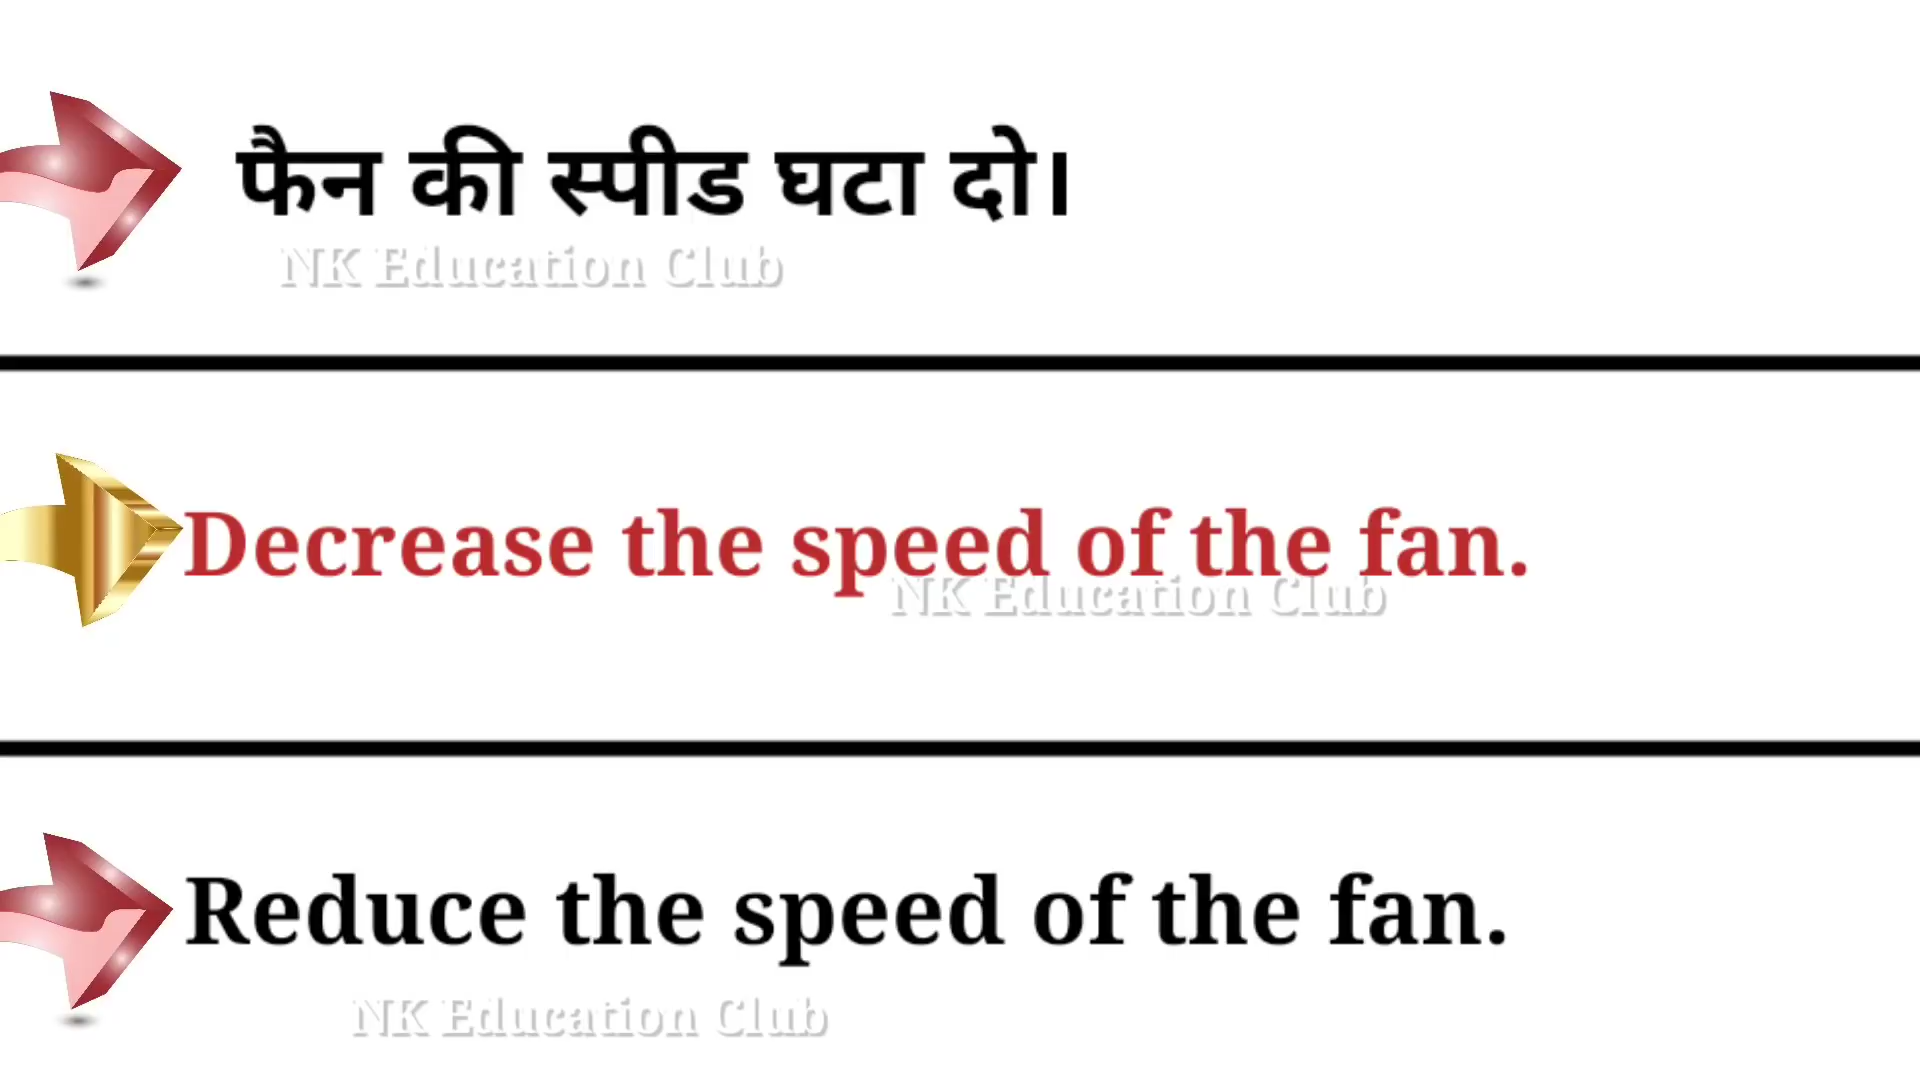 फैन की स्पीड घटा दो।
NK Education Club
Decrease the speed of the fan.
NK Education Club
Reduce the speed of the fan.
NK Education Club